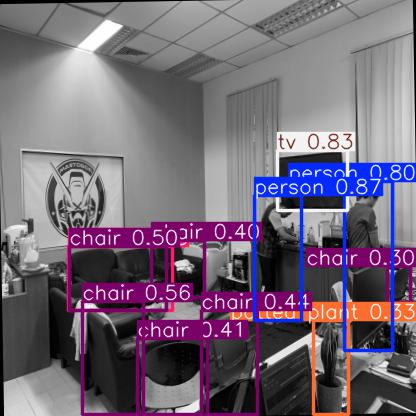 tv 0.83
person 0.80
person 0.87
chair 0.50
air 0.40
chair 0.30
chair 0.56
chair 0.44
potted plant 0.33
chair 0.41